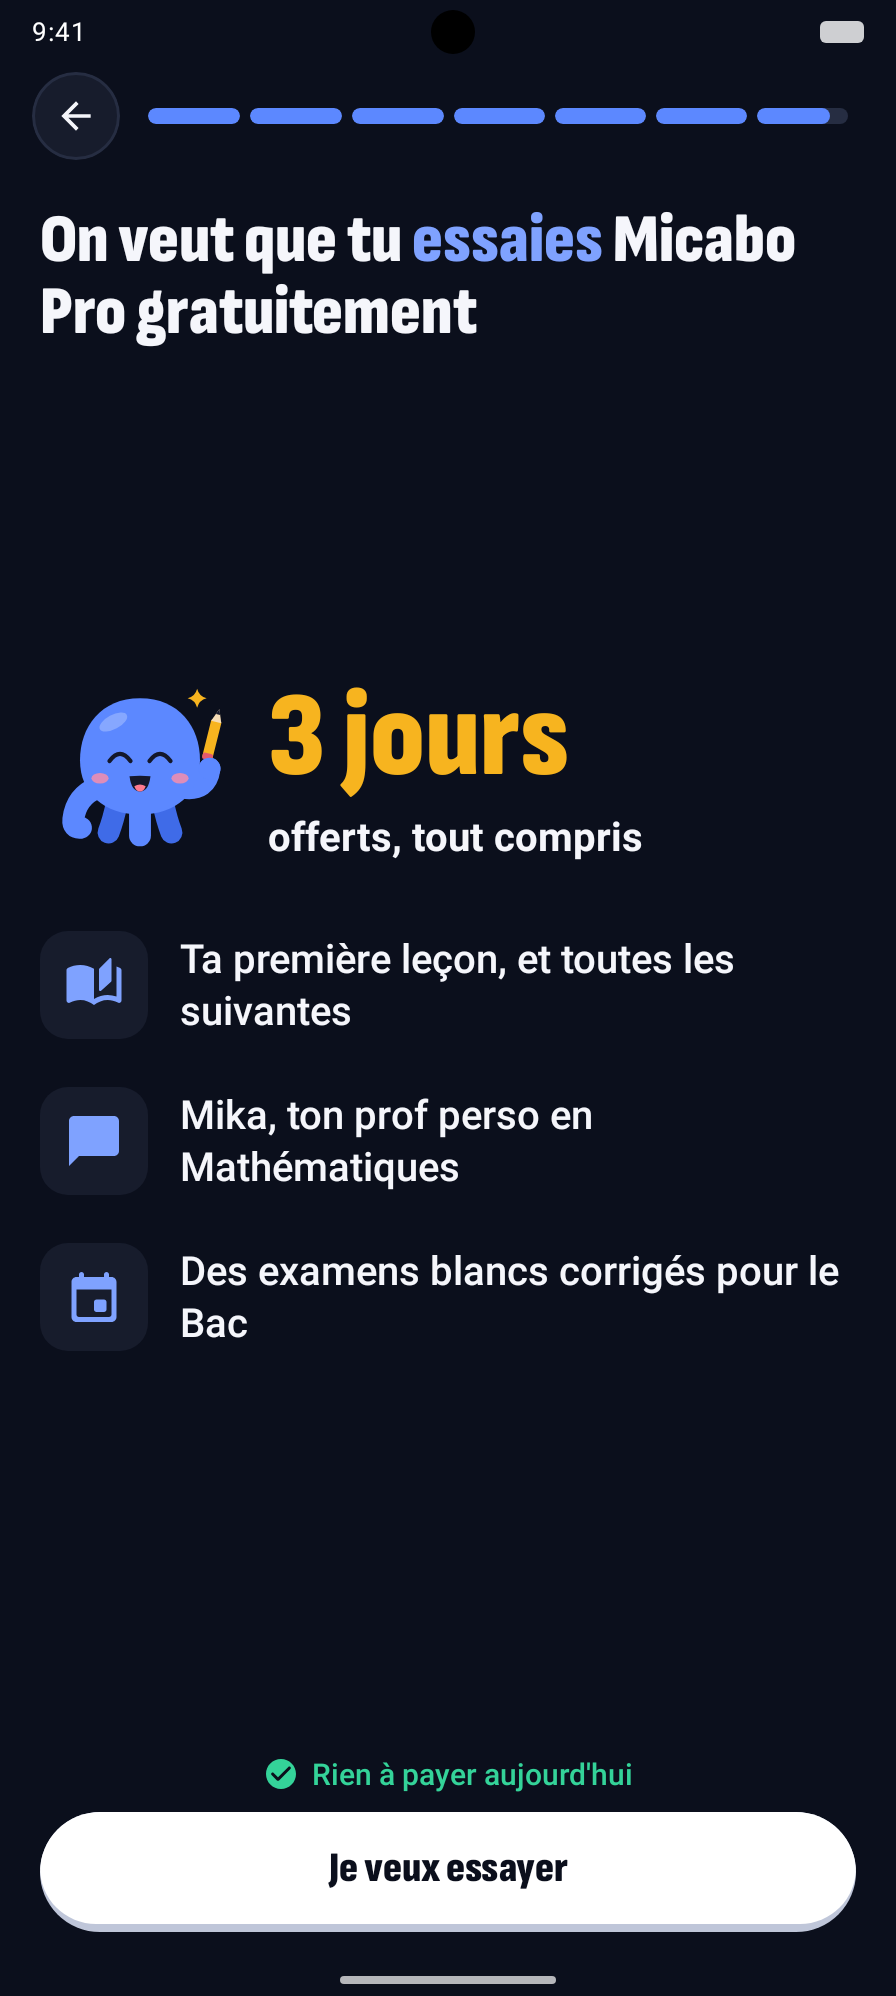 9:41
On veut que tu essaies Micabo
Pro gratuitement
3 jours
offerts, tout compris
Ta première leçon, et toutes les
suivantes
Mika, ton prof perso en
Mathématiques
Des examens blancs corrigés pour le
Bac
Rien à payer aujourd'hui
Je veux essayer